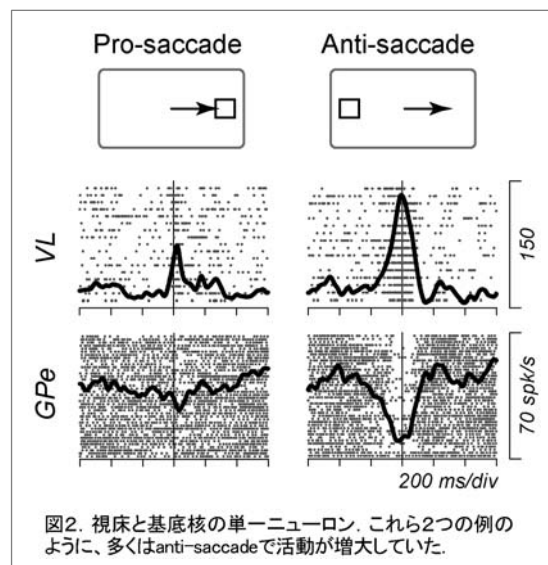 Pro-saccade Anti-saccade
VL
150
GPe
70 spk/s
200 ms/div
図2. 視床と基底核の単一ニューロン. これら2つの例の
ように、多くはanti-saccadeで活動が増大していた.